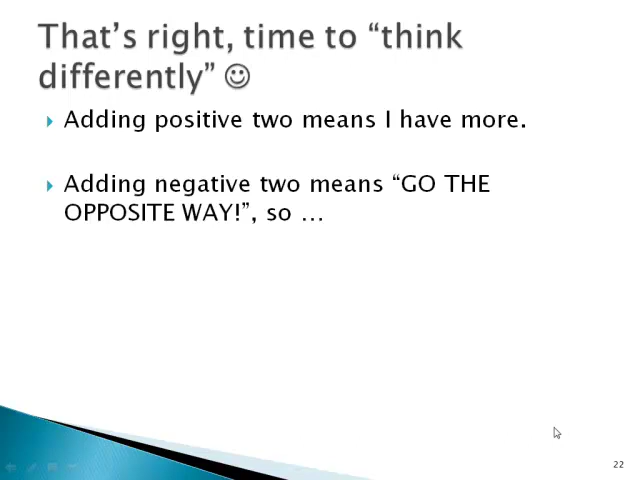 That’s right, time to “think
differently” ☺
Adding positive two means I have more.
Adding negative two means “GO THE
OPPOSITE WAY!”, so …
22